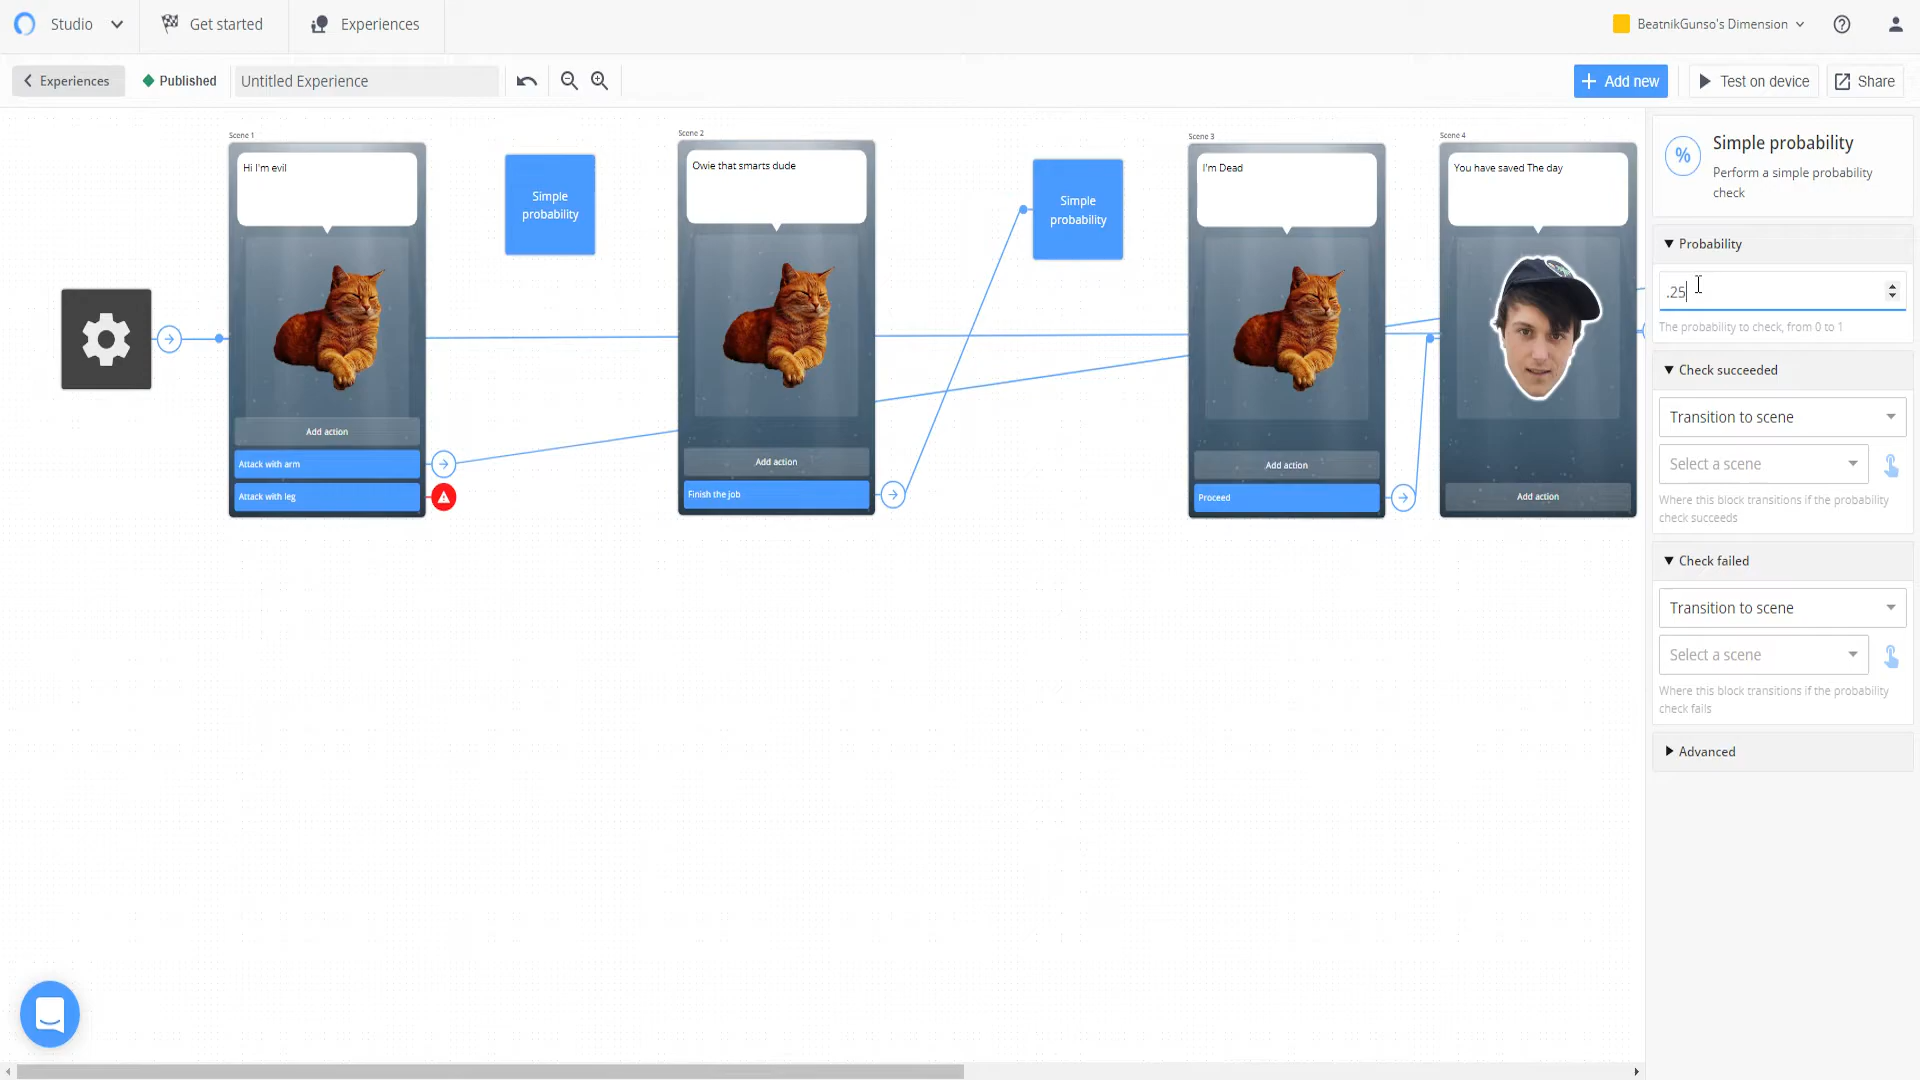 Studio
Get started
Experiences
BeatnikGunso's Dimension
Experiences
Published
Untitled Experience
Add new
Test on device
Share
Scene 1
Hi I'm evil
Add action
Attack with arm
Attack with leg
Simple
probability
Scene 2
Owie that smarts dude
Add action
Finish the job
Simple
probability
Scene 3
I'm Dead
Add action
Proceed
Scene 4
You have saved The day
Add action
%
Simple probability
Perform a simple probability
check
Probability
.25
The probability to check, from 0 to 1
Check succeeded
Transition to scene
Select a scene
Where this block transitions if the probability
check succeeds
Check failed
Transition to scene
Select a scene
Where this block transitions if the probability
check fails
Advanced